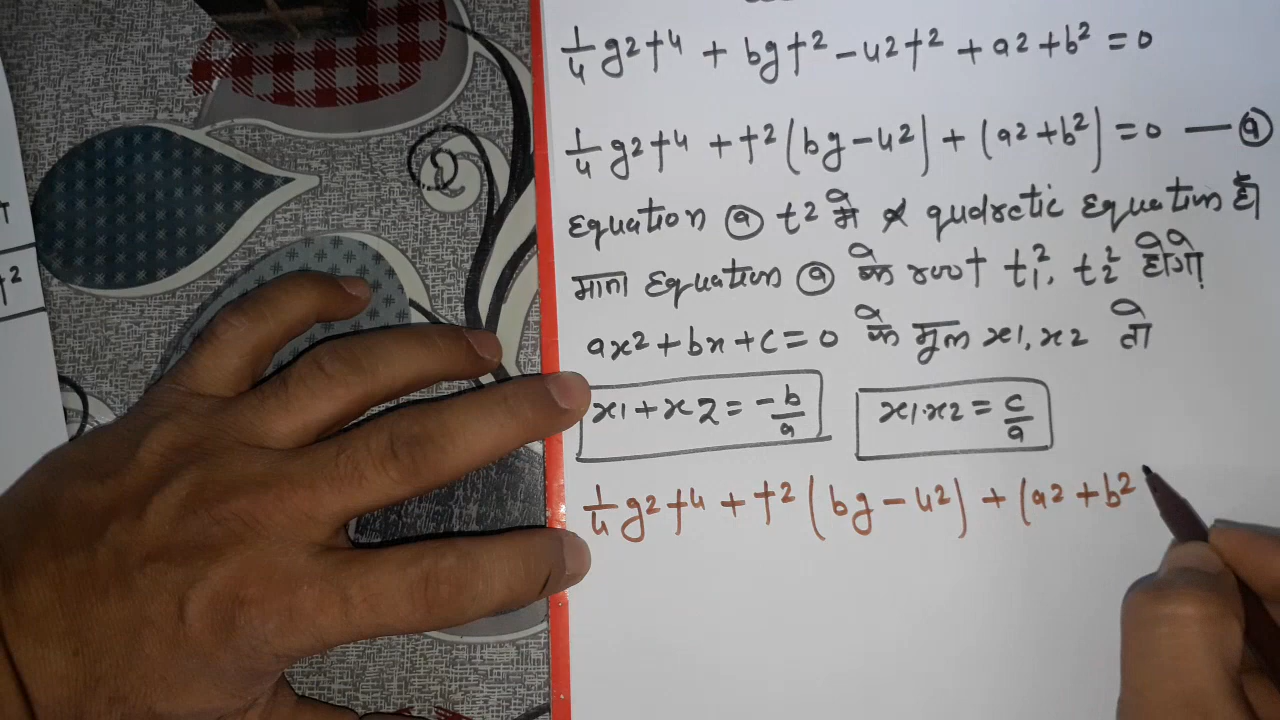 1/4 g²t⁴ + bgt² - u²t² + a² + b² = 0
1/4 g²t⁴ + t²(bg - u²) + (a² + b²) = 0 — ⓐ
Equation ⓐ t² मे quadretic Equation है।
माना Equation ⓐ के root t₁², t₂² होगे
ax² + bx + c = 0 के मूल x1, x2 तो
x1 + x2 = -b/a x1·x2 = c/a
1/4 g²t⁴ + t²(bg - u²) + (a² + b²